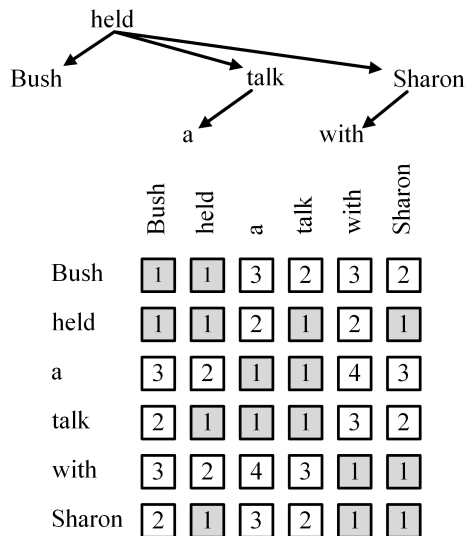 held
Bush talk Sharon
a with
Bush held a talk with Sharon
Bush 1 1 3 2 3 2
held 1 1 2 1 2 1
a 3 2 1 1 4 3
talk 2 1 1 1 3 2
with 3 2 4 3 1 1
Sharon 2 1 3 2 1 1